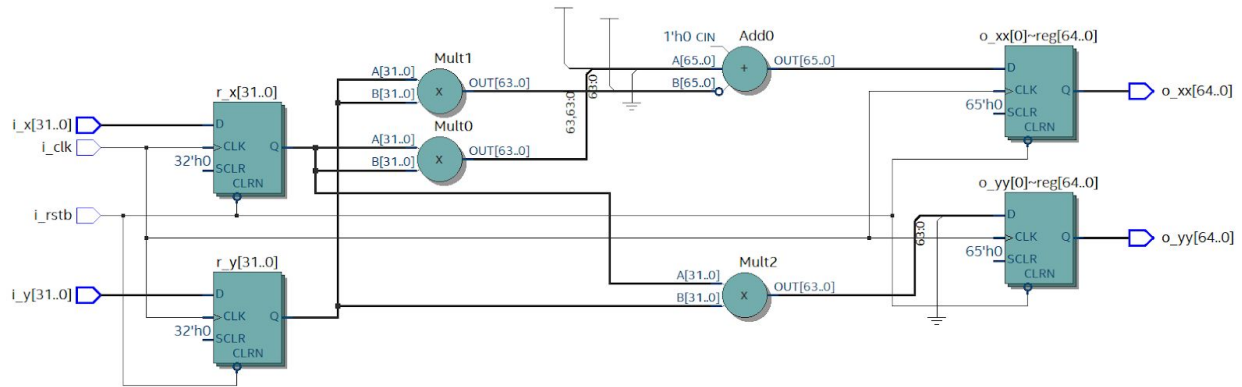 i_x[31..0]
i_clk
i_rstb
i_y[31..0]
r_x[31..0]
D
CLK
Q
32'h0
SCLR
CLRN
r_y[31..0]
D
CLK
Q
32'h0
SCLR
CLRN
Mult1
A[31..0]
B[31..0]
x
OUT[63..0]
Mult0
A[31..0]
B[31..0]
x
OUT[63..0]
63,63:0
63:0
1'h0 CIN
Add0
A[65..0]
B[65..0]
+
OUT[65..0]
Mult2
A[31..0]
B[31..0]
x
OUT[63..0]
63:0
o_xx[0]~reg[64..0]
D
CLK
Q
65'h0
SCLR
CLRN
o_xx[64..0]
o_yy[0]~reg[64..0]
D
CLK
Q
65'h0
SCLR
CLRN
o_yy[64..0]